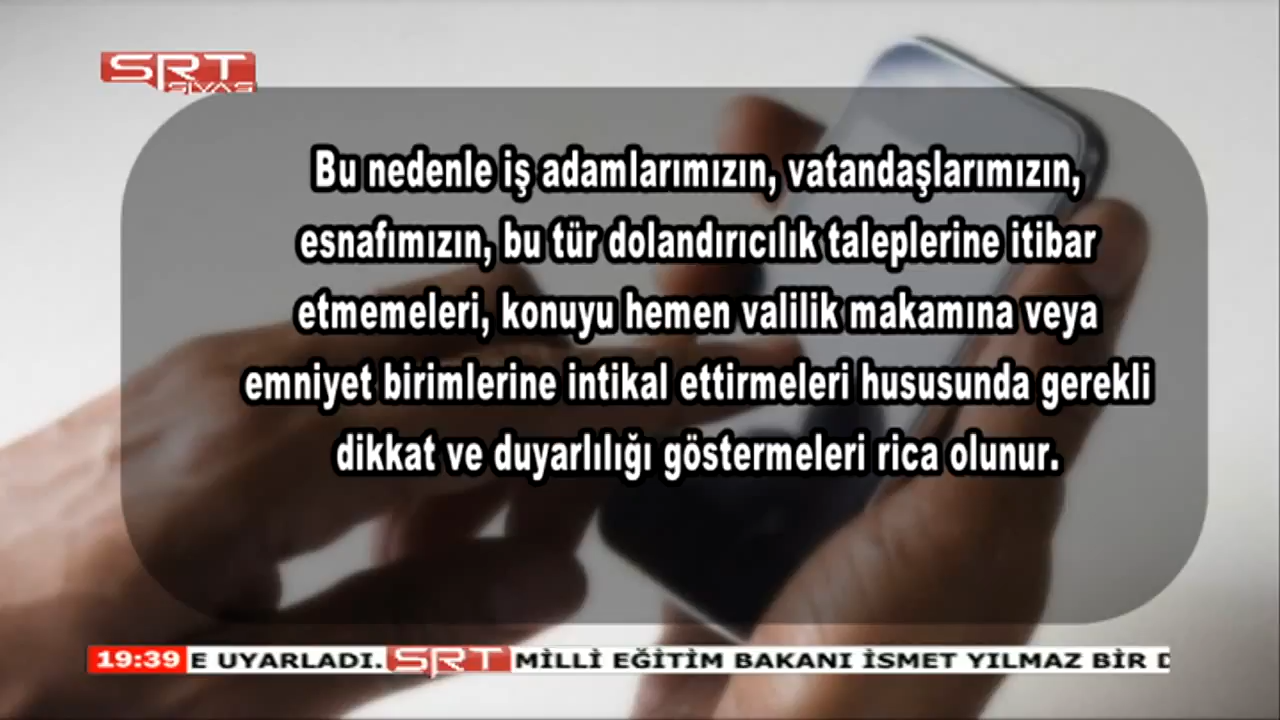 SRT
SİVAS
Bu nedenle iş adamlarımızın, vatandaşlarımızın,
esnafımızın, bu tür dolandırıcılık taleplerine itibar
etmemeleri, konuyu hemen valilik makamına veya
emniyet birimlerine intikal ettirmeleri hususunda gerekli
dikkat ve duyarlılığı göstermeleri rica olunur.
19:39 E UYARLADI. SRT MİLLİ EĞİTİM BAKANI İSMET YILMAZ BİR D